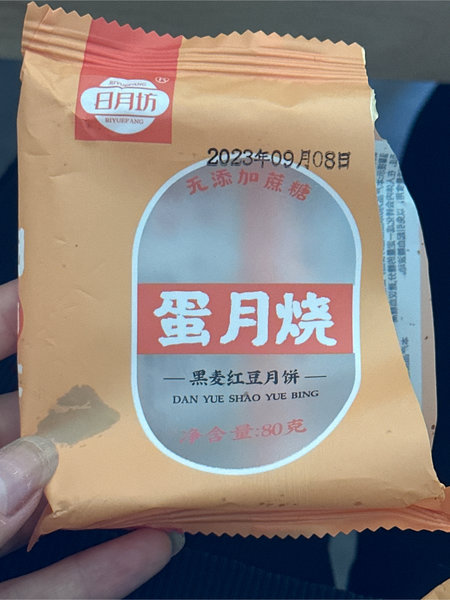 RIYUEFANG
日月坊
RIYUEFANG
2023年09月08日
无添加蔗糖
蛋月烧
黑麦红豆月饼
DAN YUE SHAO YUE BING
净含量:80克